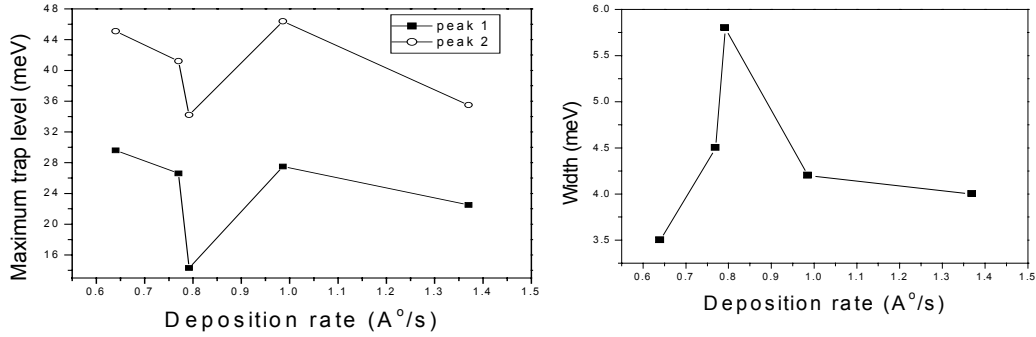 48
44
40
36
32
28
24
20
16
Maximum trap level (meV)
peak 1
peak 2
0.6 0.7 0.8 0.9 1.0 1.1 1.2 1.3 1.4 1.5
Deposition rate (A°/s)
6.0
5.5
5.0
4.5
4.0
3.5
Width (meV)
0.6 0.7 0.8 0.9 1.0 1.1 1.2 1.3 1.4 1.5
Deposition rate (A°/s)